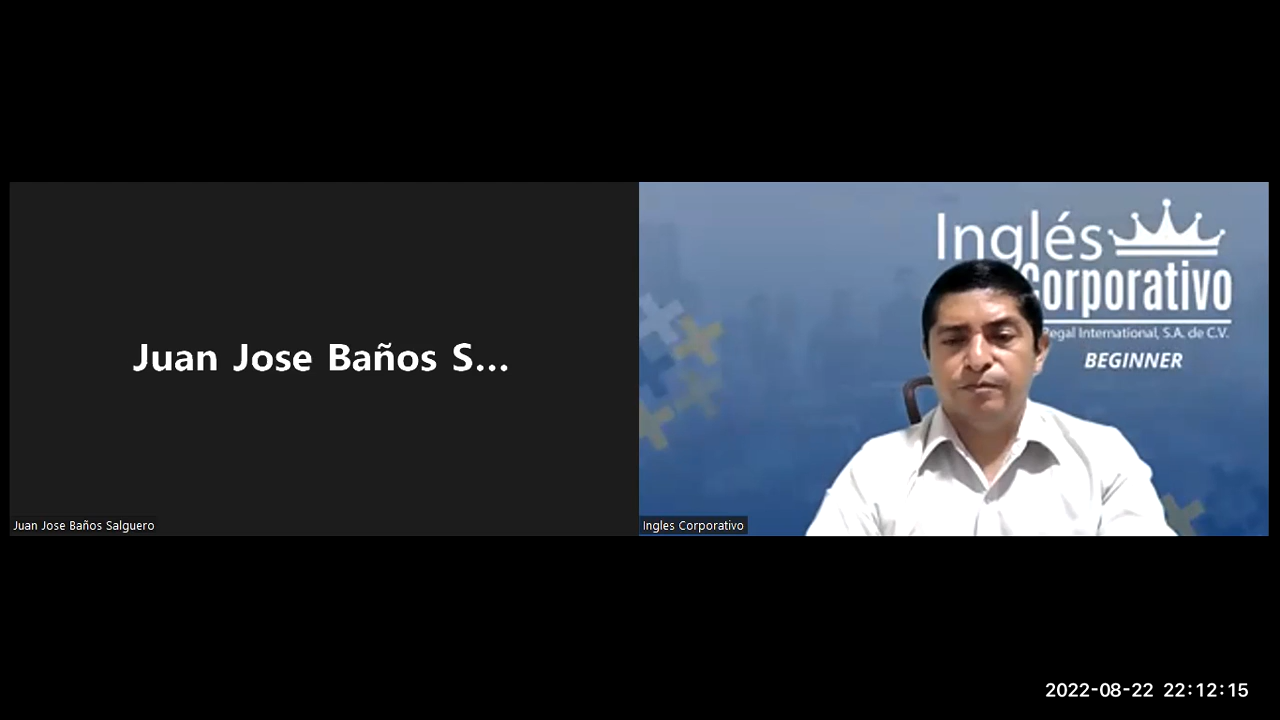 Inglés
Corporativo
Regal International, S.A. de C.V.
BEGINNER
Juan Jose Baños S...
Juan Jose Baños Salguero
Ingles Corporativo
2022-08-22 22:12:15